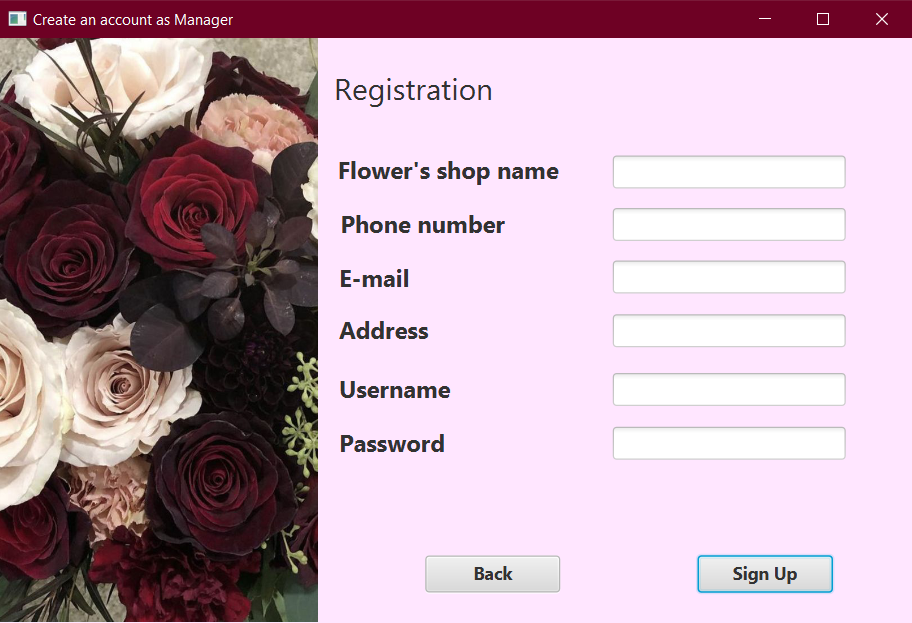 Create an account as Manager
Registration
Flower's shop name
Phone number
E-mail
Address
Username
Password
Back
Sign Up